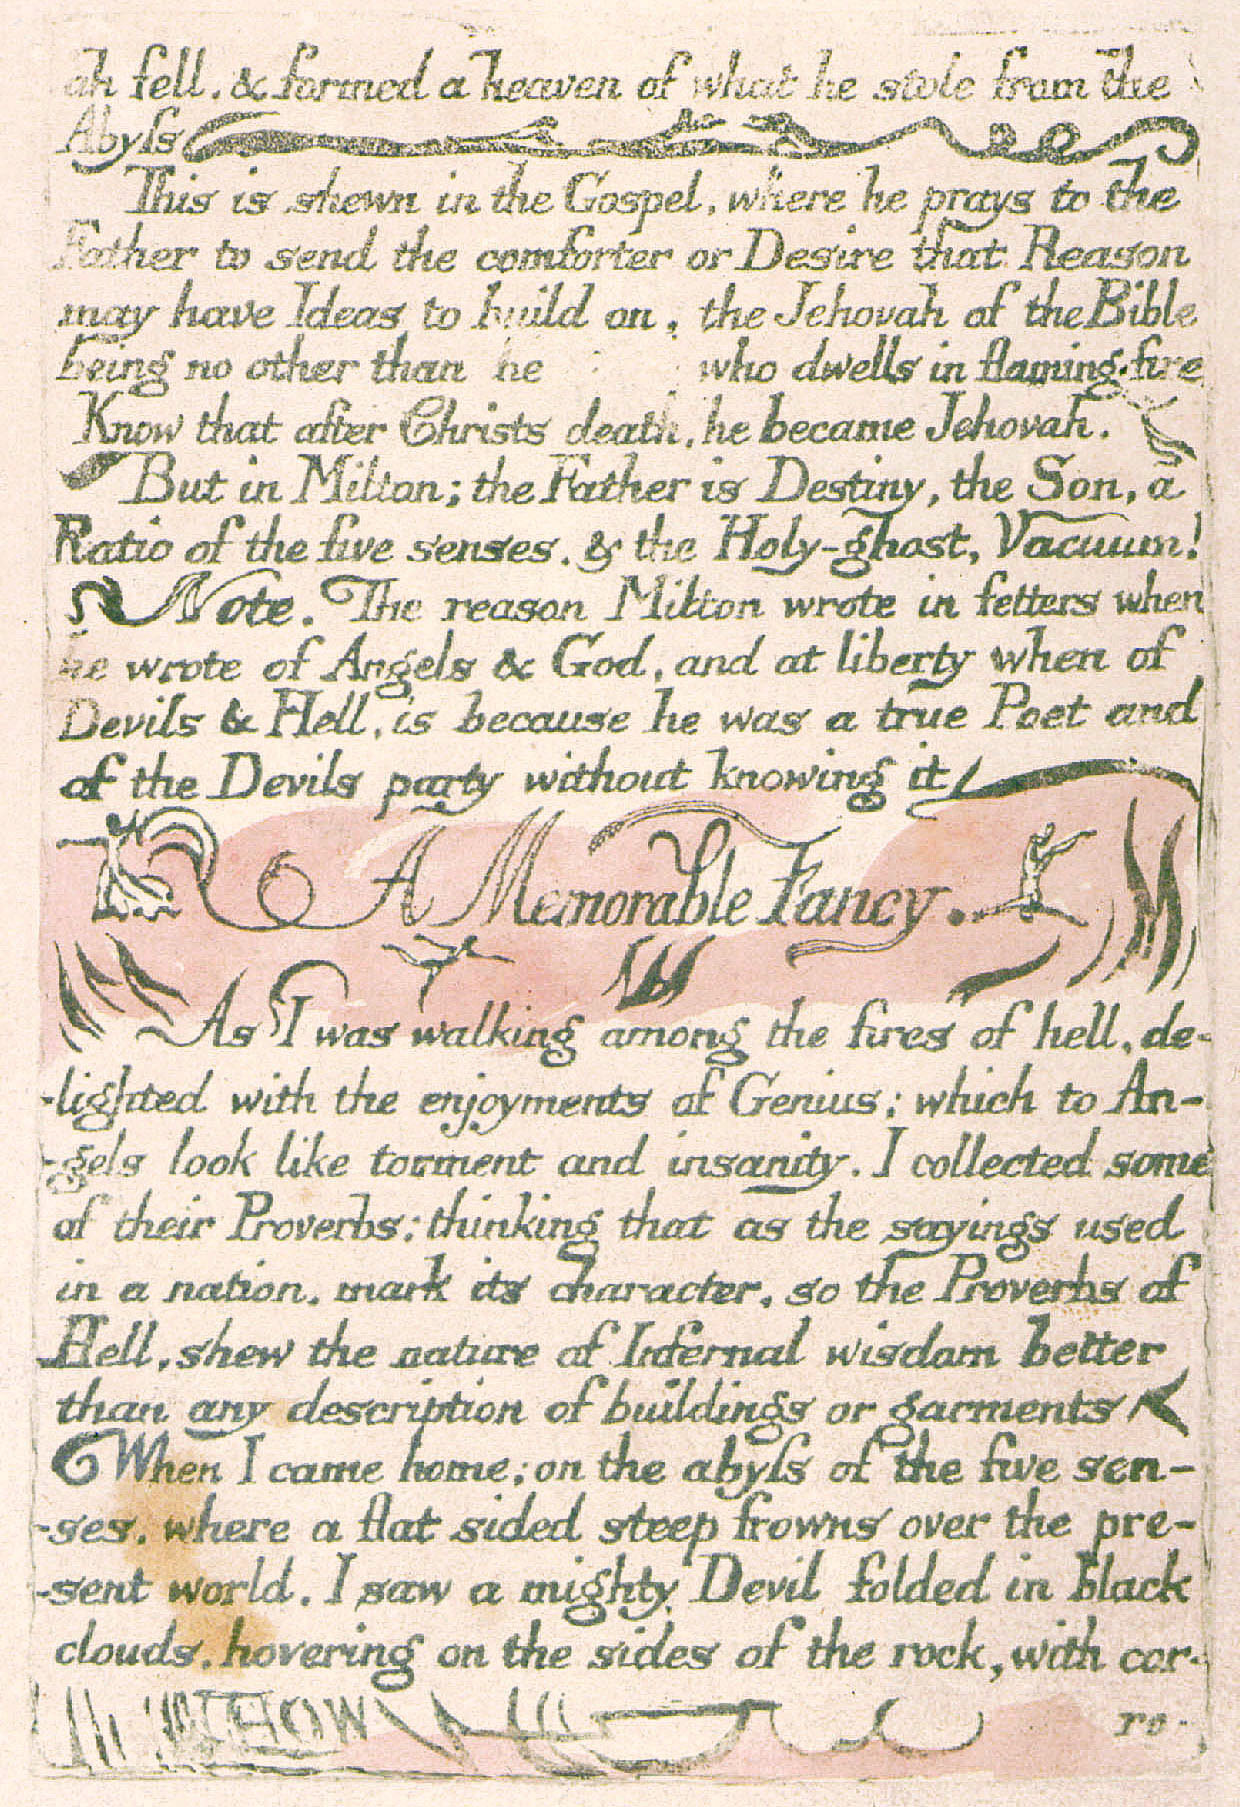 ah fell. & formed a heaven of what he stole from the
Abyſs
This is shewn in the Gospel, where he prays to the
Father to send the comforter or Desire that Reason
may have Ideas to build on, the Jehovah of the Bible
being no other than he who dwells in flaming fire
Know that after Christs death, he became Jehovah.
But in Milton; the Father is Destiny, the Son, a
Ratio of the five senses. & the Holy-ghost, Vacuum!
Note. The reason Milton wrote in fetters when
he wrote of Angels & God, and at liberty when of
Devils & Hell, is because he was a true Poet and
of the Devils party without knowing it
A Memorable Fancy.
As I was walking among the fires of hell, de-
-lighted with the enjoyments of Genius; which to An-
-gels look like torment and insanity. I collected some
of their Proverbs: thinking that as the sayings used
in a nation, mark its character, so the Proverbs of
Hell, shew the nature of Infernal wisdom better
than any description of buildings or garments
When I came home; on the abyſs of the five sen-
-ses, where a flat sided steep frowns over the pre-
-sent world. I saw a mighty Devil folded in black
clouds, hovering on the sides of the rock, with cor-
ro-